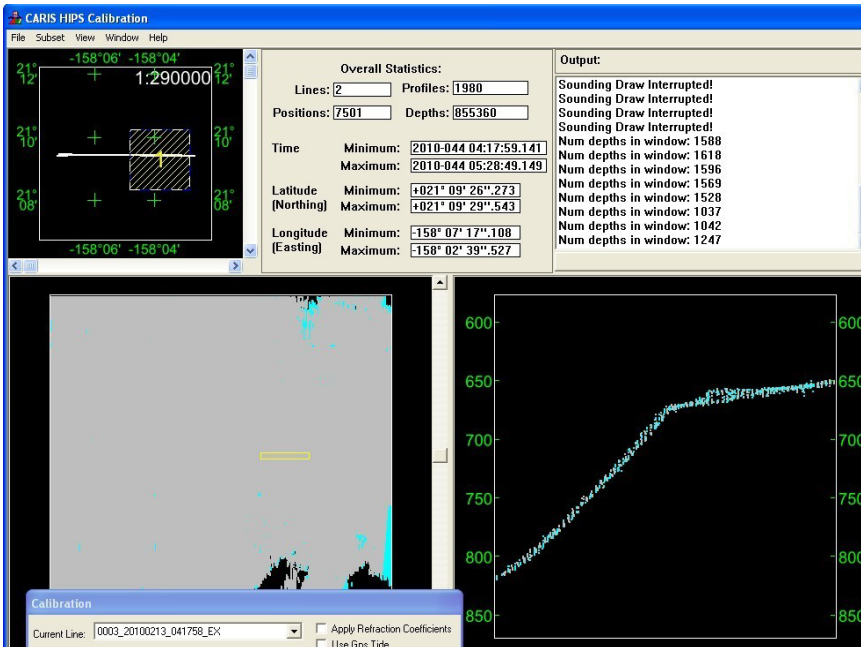 CARIS HIPS Calibration
File Subset View Window Help
-158°06' -158°04'
21° 12' 1:290000 21° 12'
21° 10' 21° 10'
1
21° 08' 21° 08'
-158°06' -158°04'
Overall Statistics:
Lines: 2 Profiles: 1980
Positions: 7501 Depths: 855360
Time Minimum: 2010-044 04:17:59.141
Maximum: 2010-044 05:28:49.149
Latitude Minimum: +021° 09' 26".273
(Northing) Maximum: +021° 09' 29".543
Longitude Minimum: -158° 07' 17".108
(Easting) Maximum: -158° 02' 39".527
Output:
Sounding Draw Interrupted!
Sounding Draw Interrupted!
Sounding Draw Interrupted!
Sounding Draw Interrupted!
Num depths in window: 1588
Num depths in window: 1618
Num depths in window: 1596
Num depths in window: 1569
Num depths in window: 1528
Num depths in window: 1037
Num depths in window: 1042
Num depths in window: 1247
600 600
650 650
700 700
750 750
800 800
850 850
Calibration
Current Line: 0003_20100213_041758_EX
Apply Refraction Coefficients
Use Gps Tide